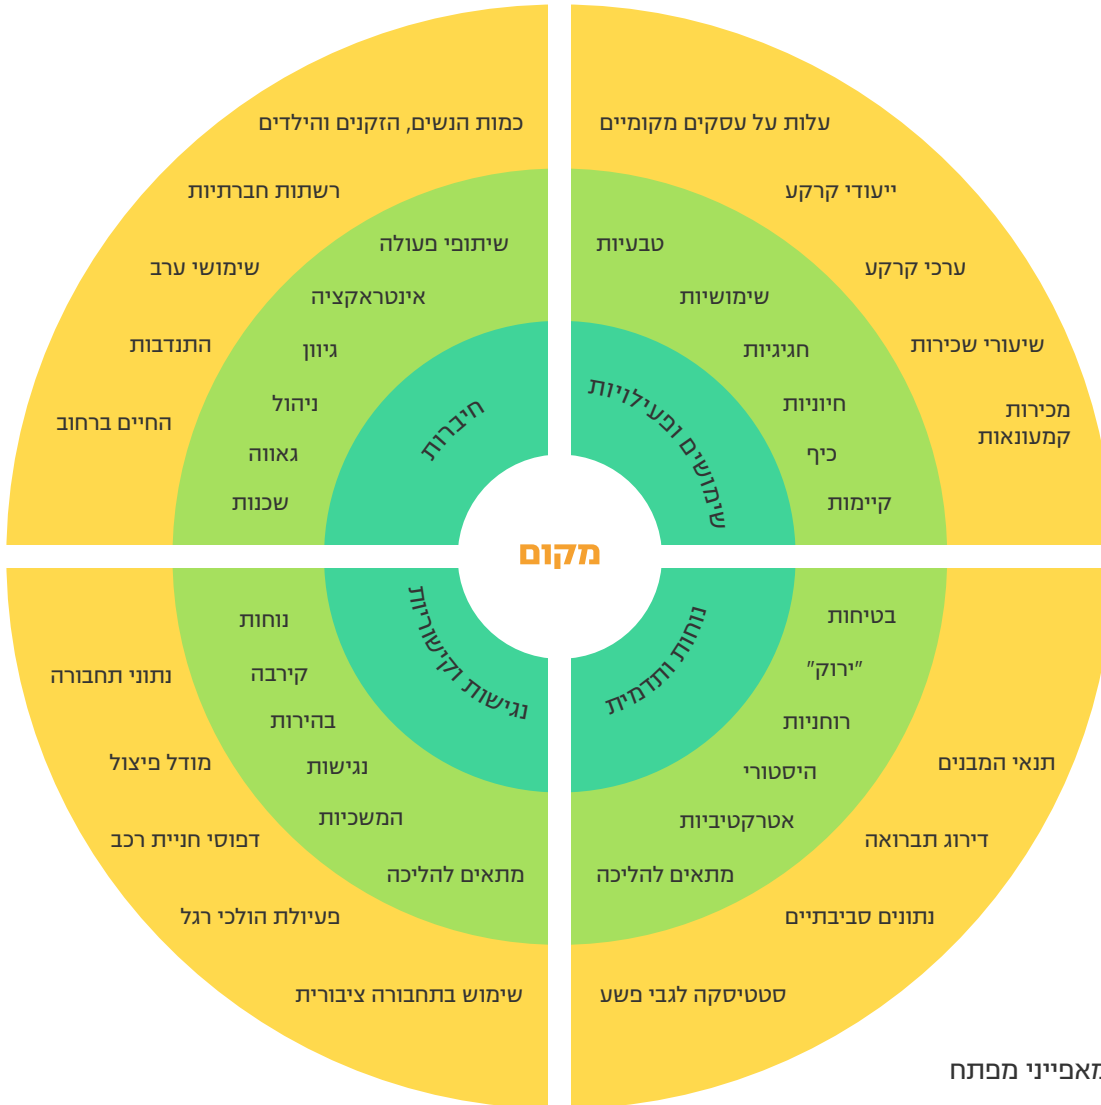 עלות על עסקים מקומיים
ייעודי קרקע
ערכי קרקע
שיעורי שכירות
מכירות
קמעונאות
טבעיות
שימושיות
חגיגיות
חיוניות
כיף
קיימות
שימושים ופעילויות
כמות הנשים, הזקנים והילדים
רשתות חברתיות
שימושי ערב
התנדבות
החיים ברחוב
שיתופי פעולה
אינטראקציה
גיוון
ניהול
גאווה
שכנות
חיברות
מקום
נוחות ותדמית
בטיחות
"ירוק"
רוחניות
היסטורי
אטרקטיביות
מתאים להליכה
תנאי המבנים
דירוג תברואה
נתונים סביבתיים
סטטיסקה לגבי פשע
נגישות וקישוריות
נוחות
קירבה
בהירות
נגישות
המשכיות
מתאים להליכה
נתוני תחבורה
מודל פיצול
דפוסי חניית רכב
פעיולת הולכי רגל
שימוש בתחבורה ציבורית
מאפייני מפתח